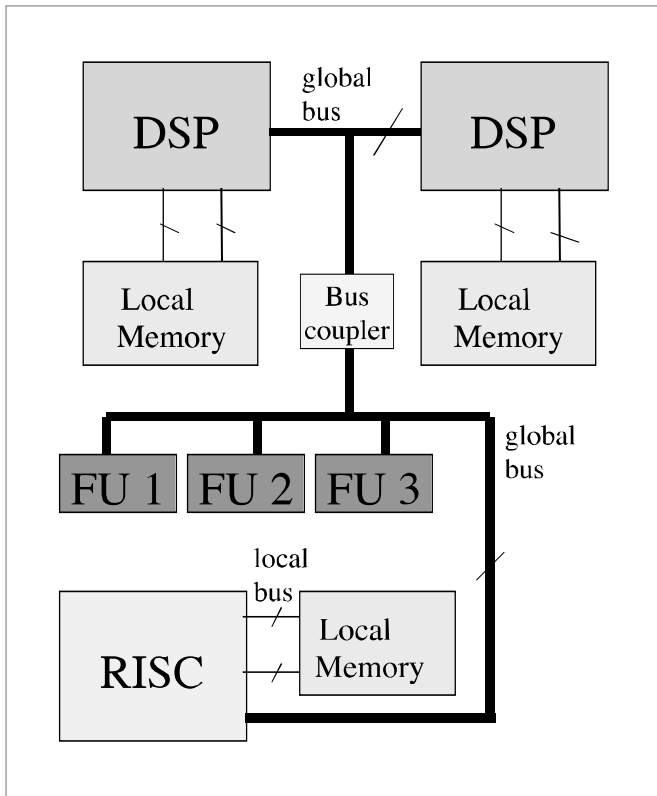 global
bus
DSP
DSP
Local
Memory
Bus
coupler
Local
Memory
global
bus
FU 1
FU 2
FU 3
local
bus
RISC
Local
Memory